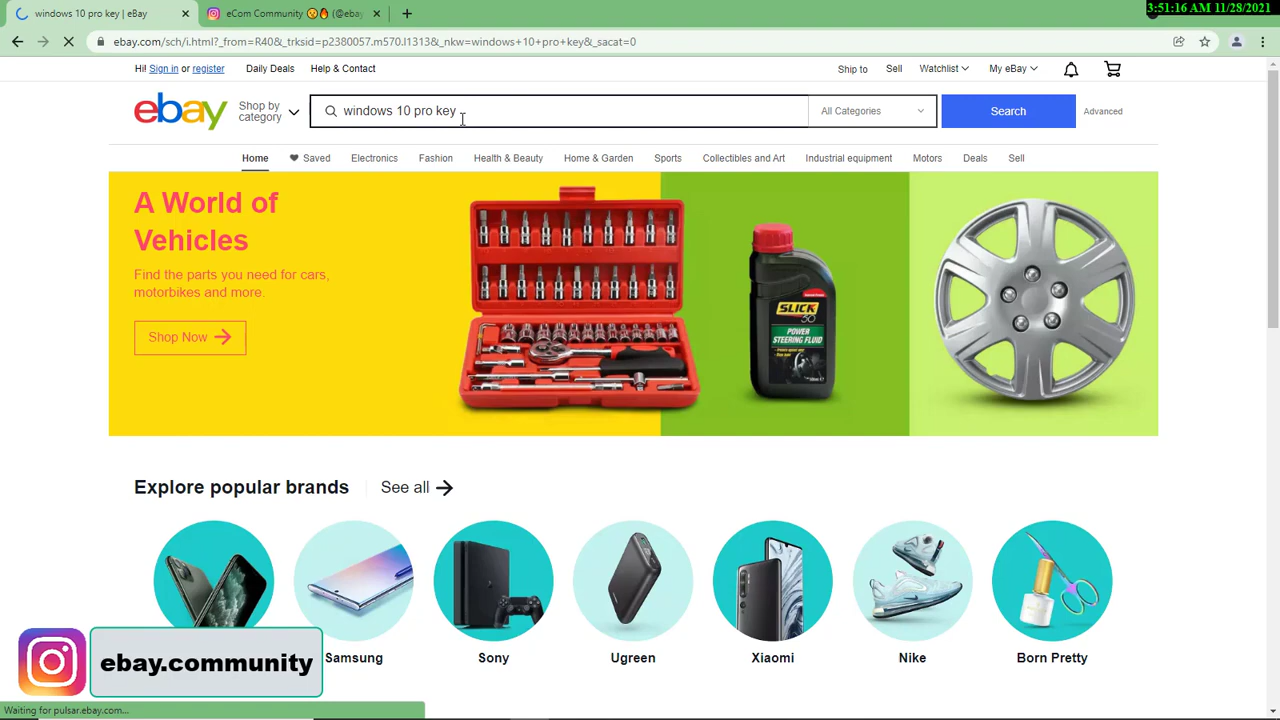 3:51:16 AM 11/28/2021
windows 10 pro key | eBay
eCom Community 😯🔥 (@ebay
ebay.com/sch/i.html?_from=R40&_trksid=p2380057.m570.l1313&_nkw=windows+10+pro+key&_sacat=0
Hi! Sign in or register
Daily Deals
Help & Contact
Ship to
Sell
Watchlist
My eBay
ebay
Shop by
category
windows 10 pro key
All Categories
Search
Advanced
Home
Saved
Electronics
Fashion
Health & Beauty
Home & Garden
Sports
Collectibles and Art
Industrial equipment
Motors
Deals
Sell
A World of
Vehicles
Find the parts you need for cars,
motorbikes and more.
Shop Now
SLICK
30
POWER
STEERING FLUID
Explore popular brands
See all
Samsung
Sony
Ugreen
Xiaomi
Nike
Born Pretty
ebay.community
Waiting for pulsar.ebay.com...